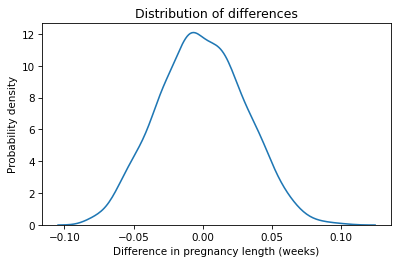 Distribution of differences
12
10
8
6
4
2
0
Probability density
−0.10 −0.05 0.00 0.05 0.10
Difference in pregnancy length (weeks)